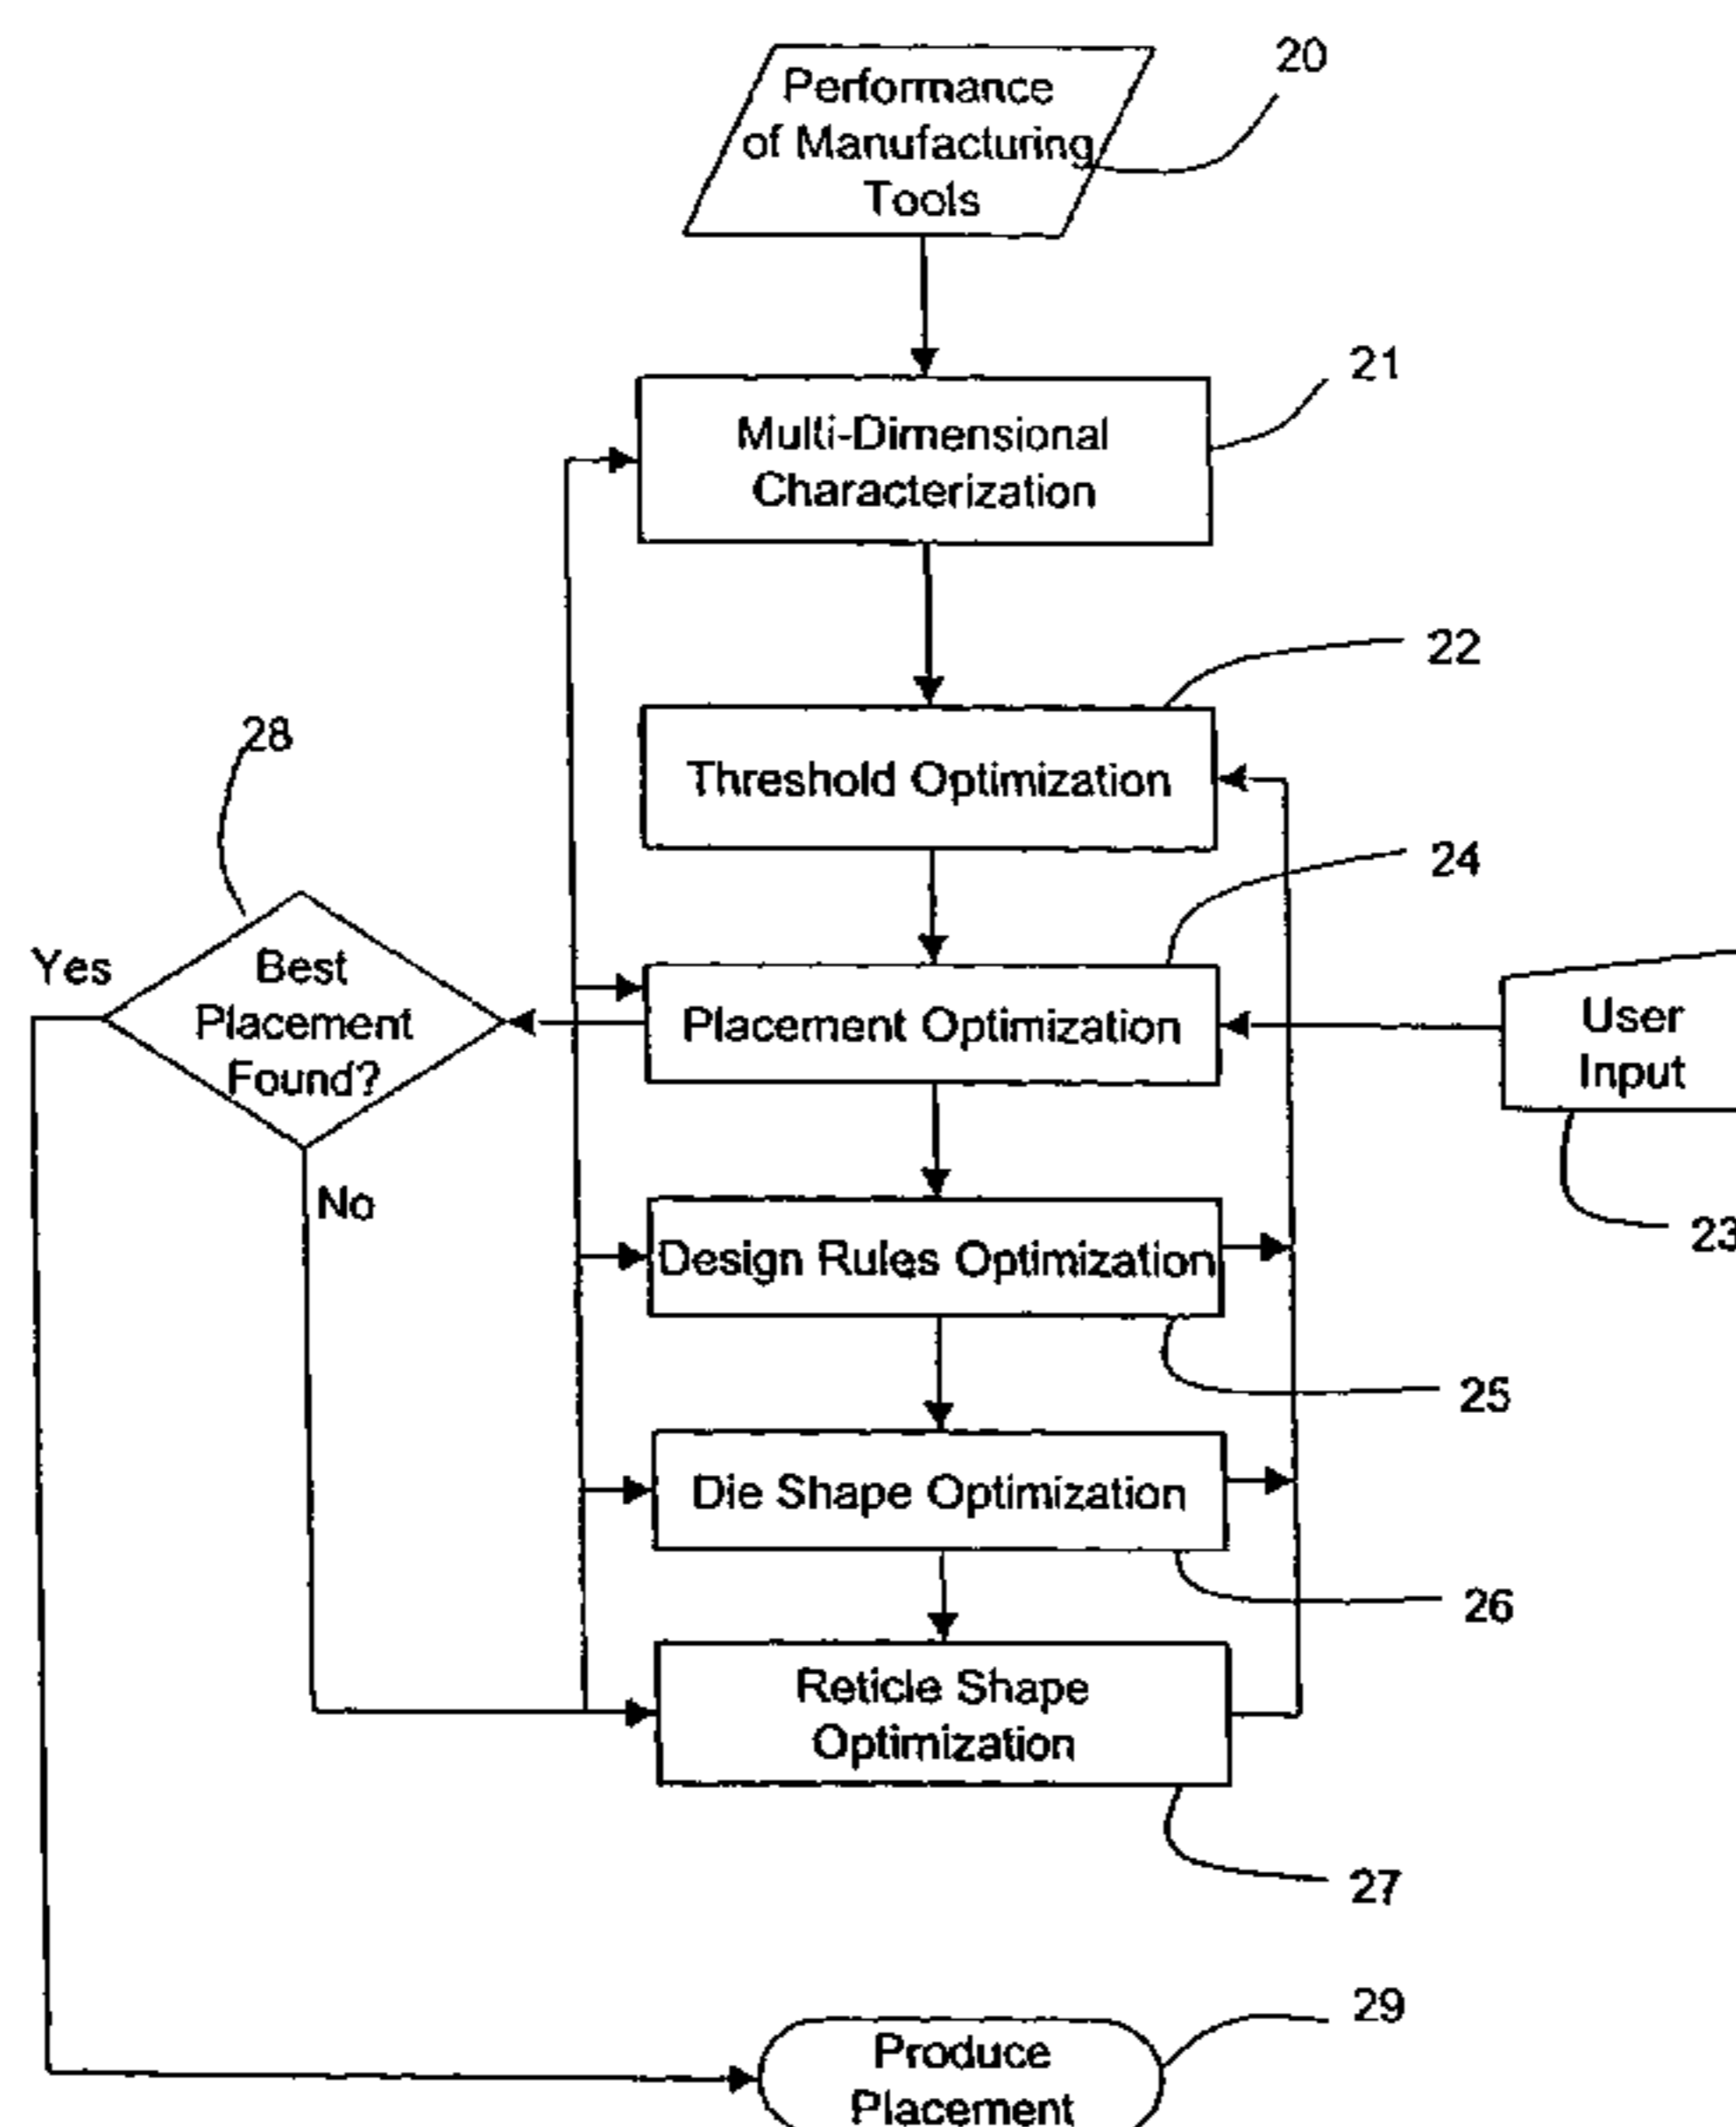 Performance
of Manufacturing
Tools
20
Multi-Dimensional
Characterization
21
Threshold Optimization
22
28
24
Yes
Best
Placement
Found?
Placement Optimization
User
Input
No
23
Design Rules Optimization
25
Die Shape Optimization
26
Reticle Shape
Optimization
27
29
Produce
Placement